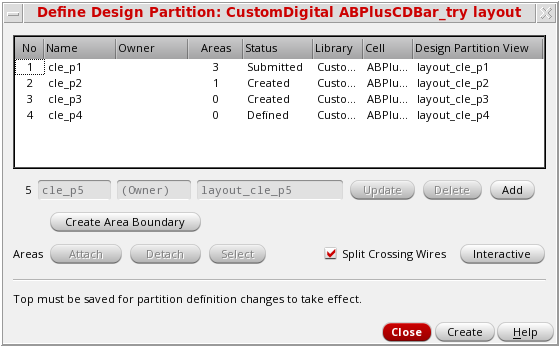 Define Design Partition: CustomDigital ABPlusCDBar_try layout
No Name Owner Areas Status Library Cell Design Partition View
1 cle_p1 3 Submitted Custo... ABPlu... layout_cle_p1
2 cle_p2 1 Created Custo... ABPlu... layout_cle_p2
3 cle_p3 0 Created Custo... ABPlu... layout_cle_p3
4 cle_p4 0 Defined Custo... ABPlu... layout_cle_p4
5 cle_p5 (Owner) layout_cle_p5 Update Delete Add
Create Area Boundary
Areas Attach Detach Select Split Crossing Wires Interactive
Top must be saved for partition definition changes to take effect.
Close Create Help